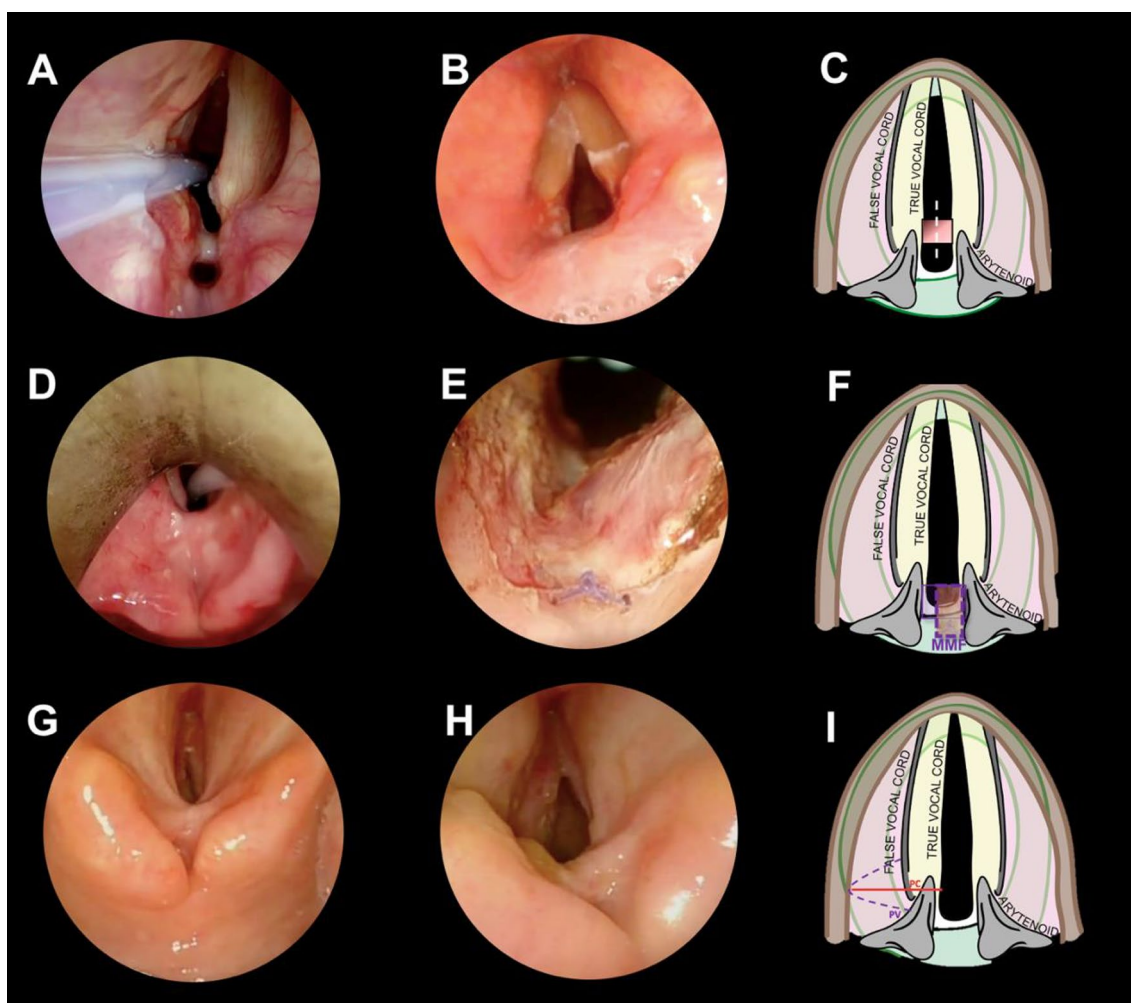 A
B
C
FALSE VOCAL CORD
TRUE VOCAL CORD
ARYTENOID
D
E
F
FALSE VOCAL CORD
TRUE VOCAL CORD
ARYTENOID
MMF
G
H
I
FALSE VOCAL CORD
TRUE VOCAL CORD
PC
PV
ARYTENOID